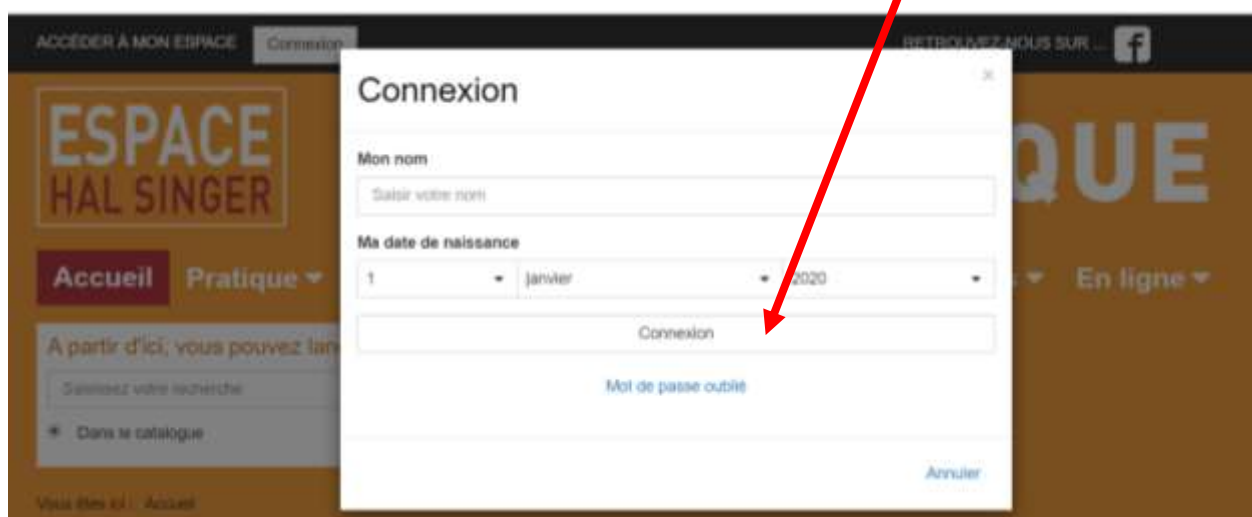 ACCÉDER À MON ESPACE Connexion RETROUVEZ-NOUS SUR ...
Connexion ×
ESPACE
HAL SINGER
QUE
Mon nom
Saisir votre nom
Ma date de naissance
1 janvier 2020
Accueil Pratique En ligne
Connexion
A partir d'ici, vous pouvez lan
Saisissez votre recherche
Mot de passe oublié
Dans le catalogue
Annuler
Vous êtes ici : Accueil